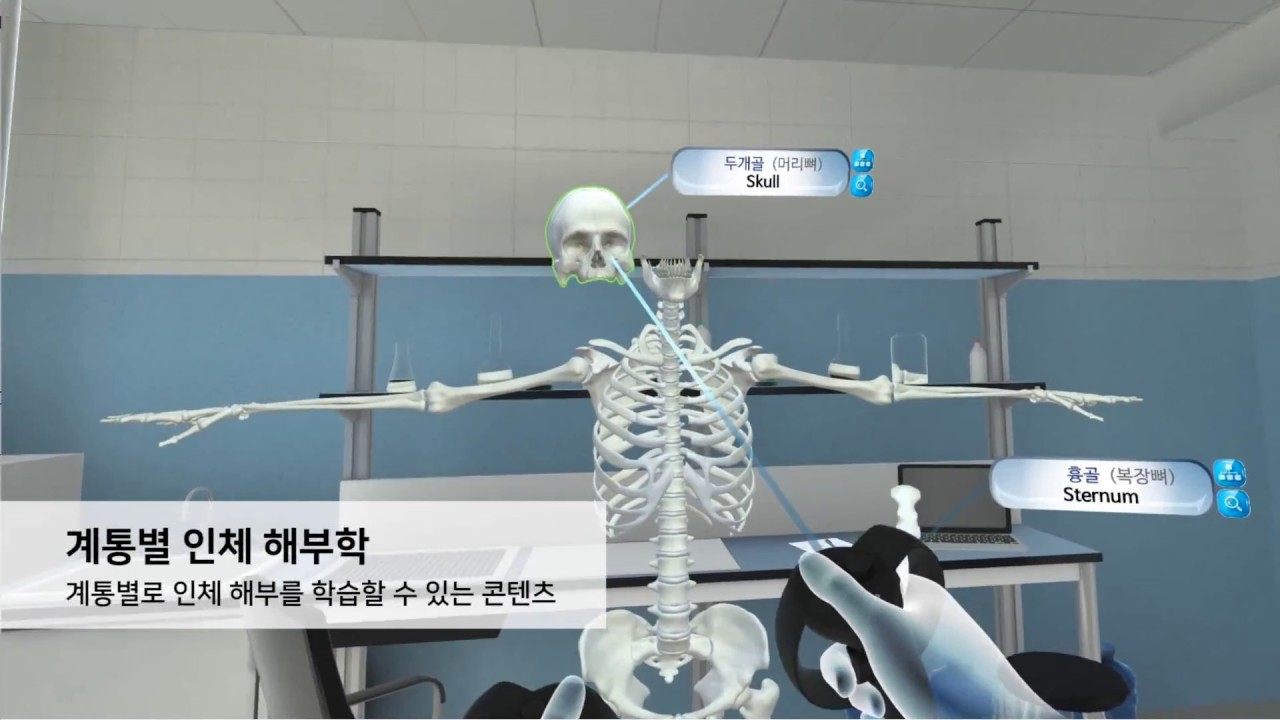 두개골 (머리뼈)
Skull
흉골 (복장뼈)
Sternum
계통별 인체 해부학
계통별로 인체 해부를 학습할 수 있는 콘텐츠